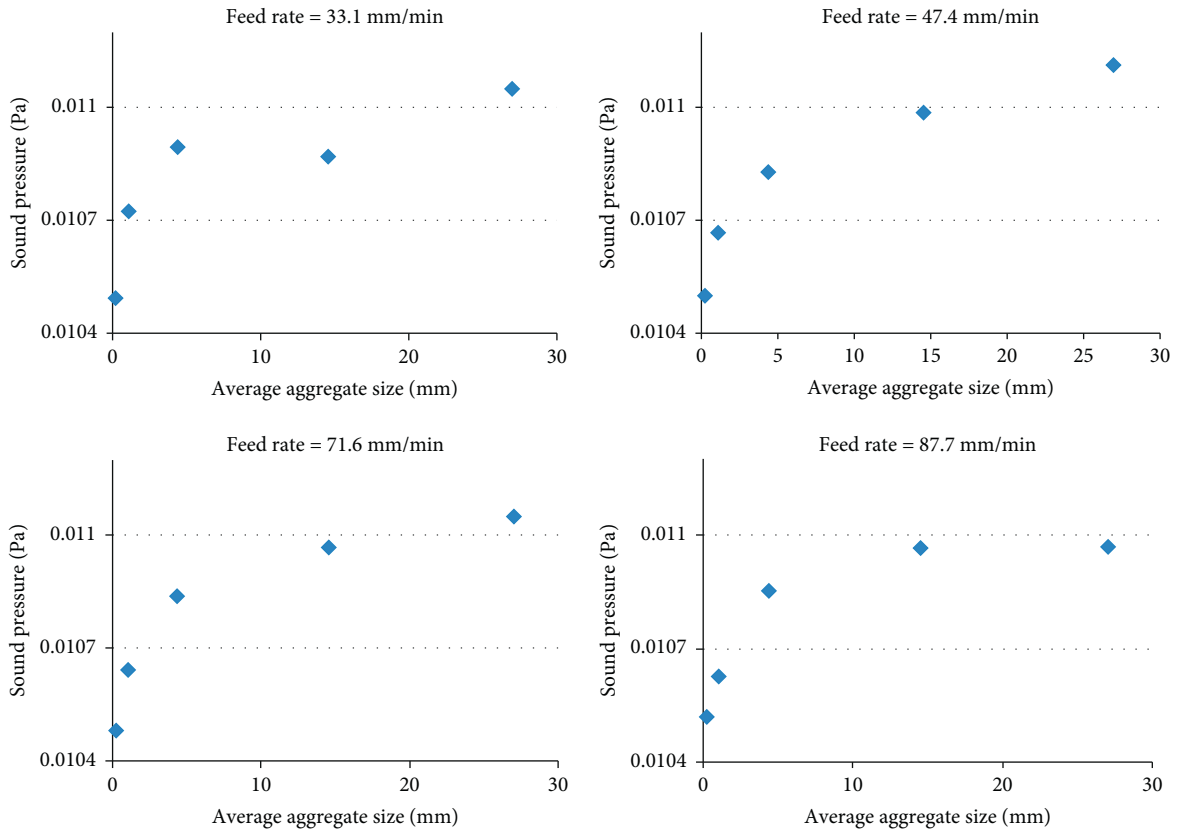 Feed rate = 33.1 mm/min
Sound pressure (Pa)
0.011
0.0107
0.0104
0 10 20 30
Average aggregate size (mm)
Feed rate = 47.4 mm/min
Sound pressure (Pa)
0.011
0.0107
0.0104
0 5 10 15 20 25 30
Average aggregate size (mm)
Feed rate = 71.6 mm/min
Sound pressure (Pa)
0.011
0.0107
0.0104
0 10 20 30
Average aggregate size (mm)
Feed rate = 87.7 mm/min
Sound pressure (Pa)
0.011
0.0107
0.0104
0 10 20 30
Average aggregate size (mm)